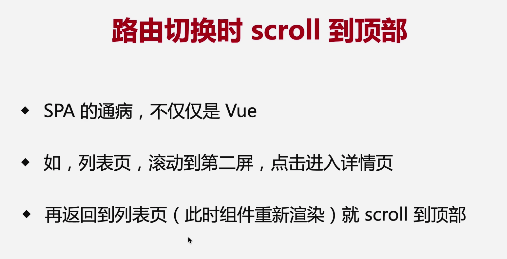 路由切换时 scroll 到顶部
SPA 的通病，不仅仅是 Vue
如，列表页，滚动到第二屏，点击进入详情页
再返回到列表页（此时组件重新渲染）就 scroll 到顶部